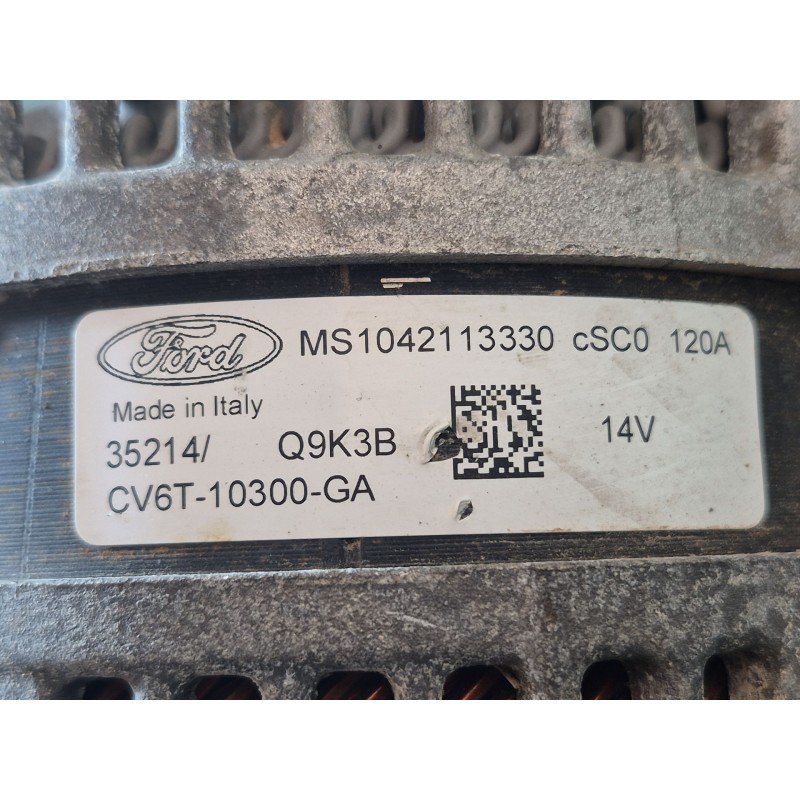 Ford MS1042113330 cSC0 120A
Made in Italy
35214/ Q9K3B 14V
CV6T-10300-GA